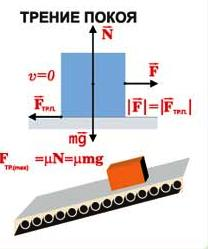 ТРЕНИЕ ПОКОЯ
N
v=0
F
Fтр.п.
|F|=|Fтр.п.|
mg
Fтр.(max) =μN=μmg